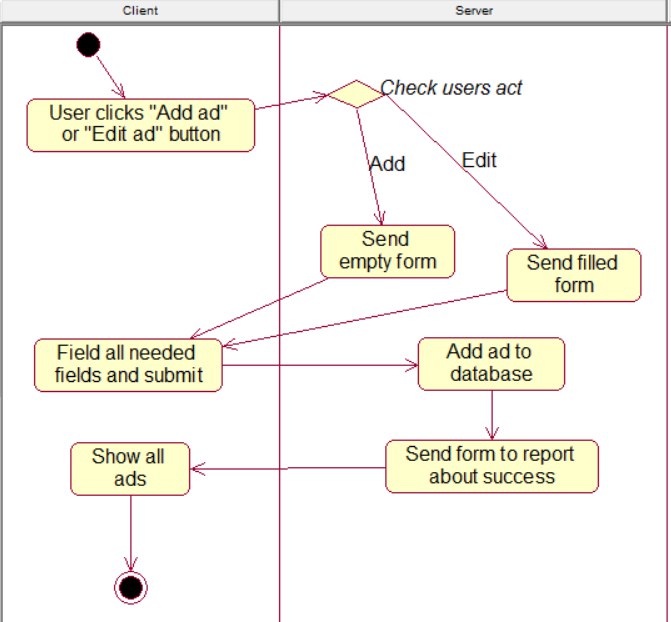 Client
Server
User clicks "Add ad"
or "Edit ad" button
Check users act
Add
Edit
Send
empty form
Send filled
form
Field all needed
fields and submit
Add ad to
database
Show all
ads
Send form to report
about success